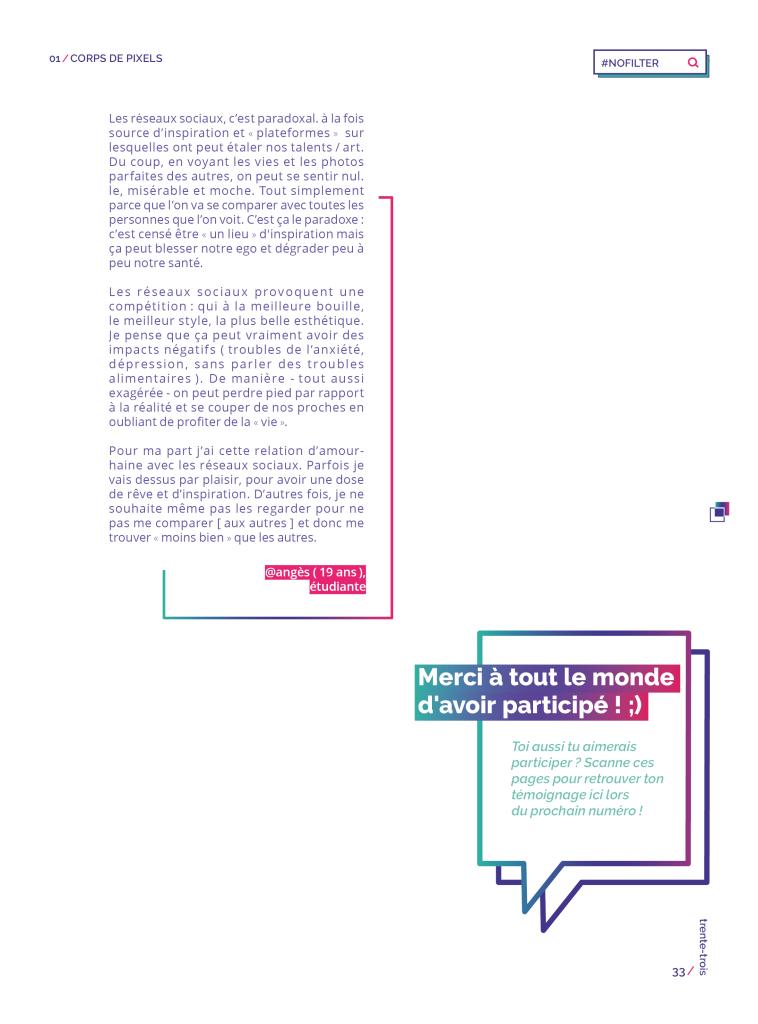 01 / CORPS DE PIXELS
#NOFILTER
Les réseaux sociaux, c'est paradoxal. à la fois
source d'inspiration et « plateformes » sur
lesquelles ont peut étaler nos talents / art.
Du coup, en voyant les vies et les photos
parfaites des autres, on peut se sentir nul.
le, misérable et moche. Tout simplement
parce que l'on va se comparer avec toutes les
personnes que l'on voit. C'est ça le paradoxe :
c'est censé être « un lieu » d'inspiration mais
ça peut blesser notre ego et dégrader peu à
peu notre santé.
Les réseaux sociaux provoquent une
compétition : qui à la meilleure bouille,
le meilleur style, la plus belle esthétique.
Je pense que ça peut vraiment avoir des
impacts négatifs ( troubles de l'anxiété,
dépression, sans parler des troubles
alimentaires ). De manière - tout aussi
exagérée - on peut perdre pied par rapport
à la réalité et se couper de nos proches en
oubliant de profiter de la « vie ».
Pour ma part j'ai cette relation d'amour-
haine avec les réseaux sociaux. Parfois je
vais dessus par plaisir, pour avoir une dose
de rêve et d'inspiration. D'autres fois, je ne
souhaite même pas les regarder pour ne
pas me comparer [ aux autres ] et donc me
trouver « moins bien » que les autres.
@angès ( 19 ans ),
étudiante
Merci à tout le monde
d'avoir participé ! ;)
Toi aussi tu aimerais
participer ? Scanne ces
pages pour retrouver ton
témoignage ici lors
du prochain numéro !
33 /
trente-trois